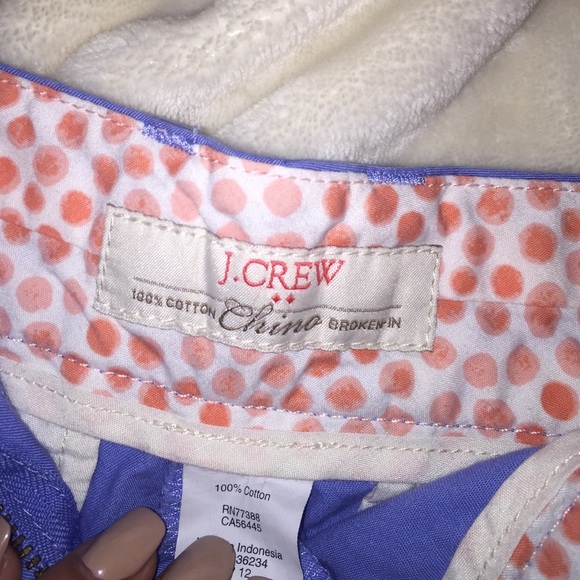 J.CREW
100% COTTON Chino BROKEN-IN
100% Cotton
RN77388
CA56445
Indonesia
36234
12